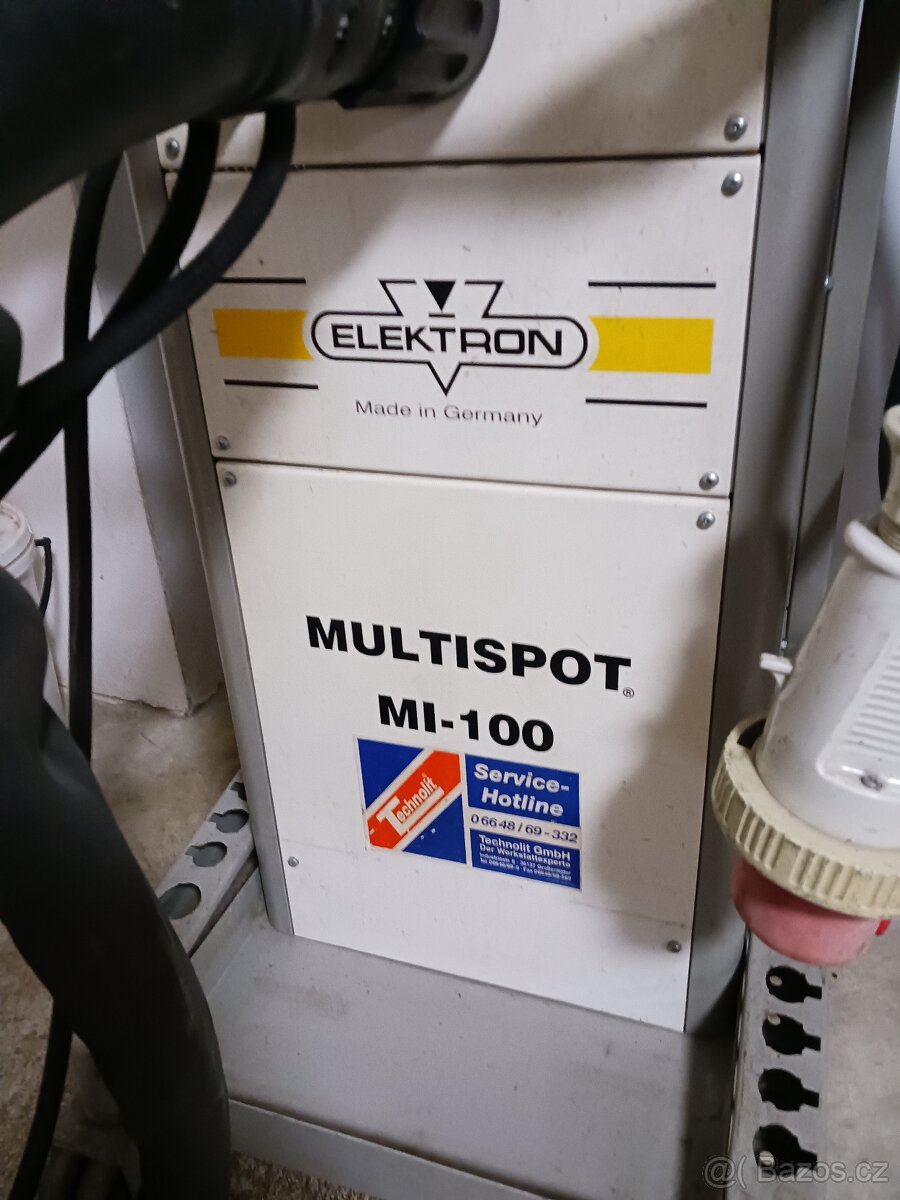 ELEKTRON
Made in Germany
MULTISPOT®
MI-100
Technolit®
Service-
Hotline
06648/69-332
Technolit GmbH
Der Werkstattexperte
Bazos.cz